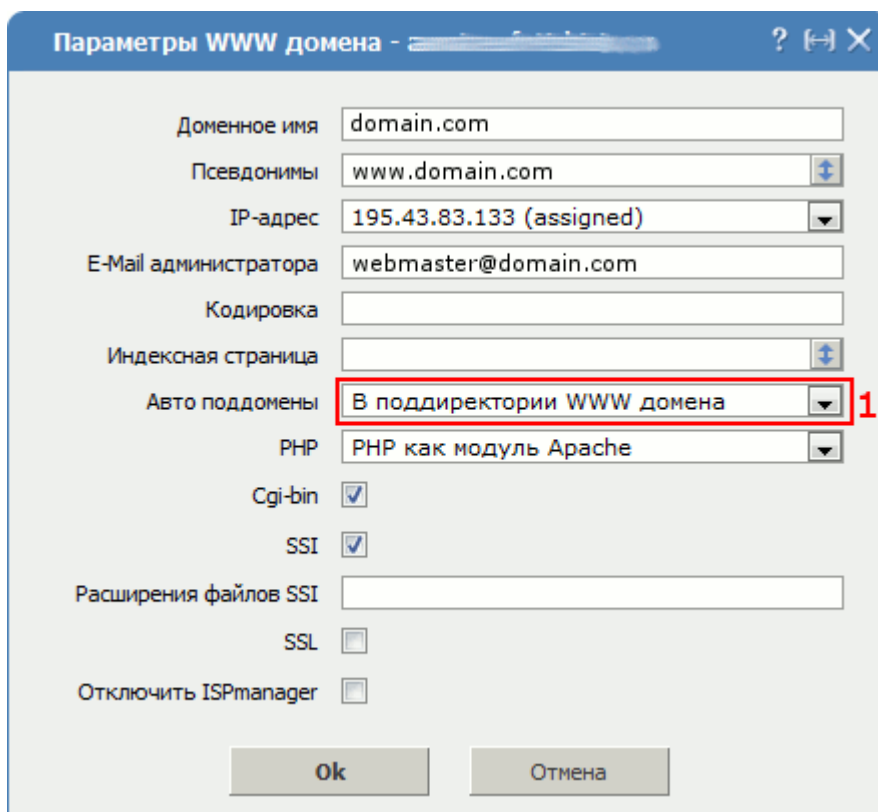 Параметры WWW домена -
Доменное имя domain.com
Псевдонимы www.domain.com
IP-адрес 195.43.83.133 (assigned)
E-Mail администратора webmaster@domain.com
Кодировка
Индексная страница
Авто поддомены В поддиректории WWW домена 1
PHP PHP как модуль Apache
Cgi-bin
SSI
Расширения файлов SSI
SSL
Отключить ISPmanager
Ok Отмена